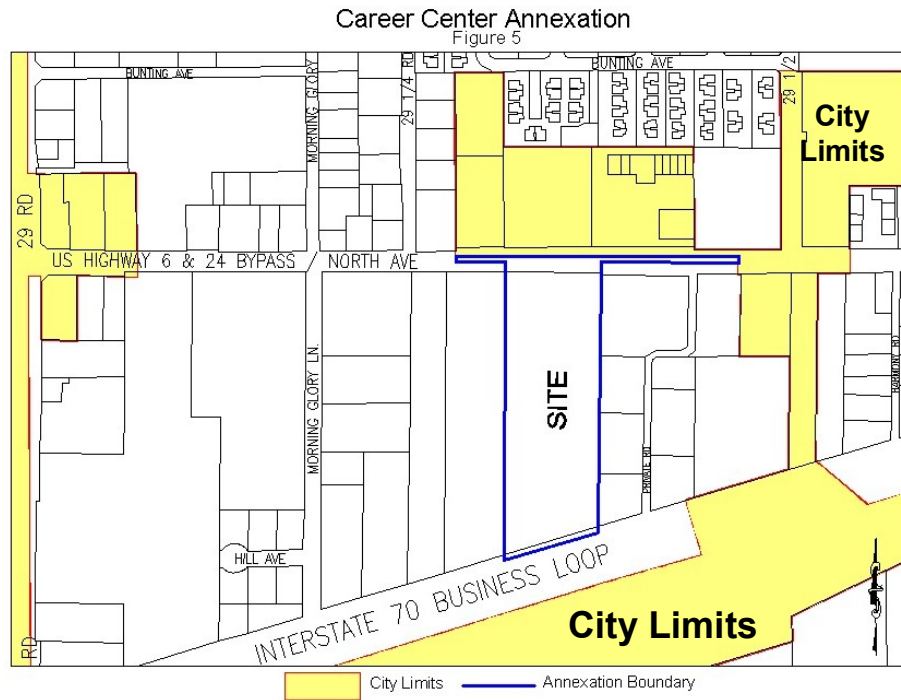 Career Center Annexation
Figure 5
BUNTING AVE
MORNING GLORY
29 1/4 RD
BUNTING AVE
29 1/2
City
Limits
29 RD
US HIGHWAY 6 & 24 BYPASS / NORTH AVE
MORNING GLORY LN.
SITE
PRIVATE RD
HARMONY RD
HILL AVE
INTERSTATE 70 BUSINESS LOOP
City Limits
RD
City Limits
Annexation Boundary